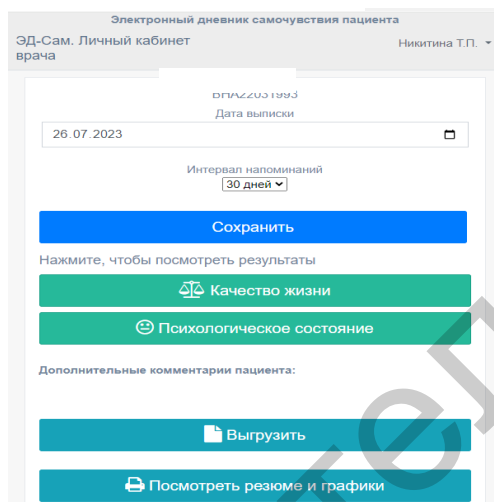 Электронный дневник самочувствия пациента
ЭД-Сам. Личный кабинет
врача
Никитина Т.П.
ВНА22031993
Дата выписки
26.07.2023
Интервал напоминаний
30 дней
Сохранить
Нажмите, чтобы посмотреть результаты
Качество жизни
Психологическое состояние
Дополнительные комментарии пациента:
Выгрузить
Посмотреть резюме и графики